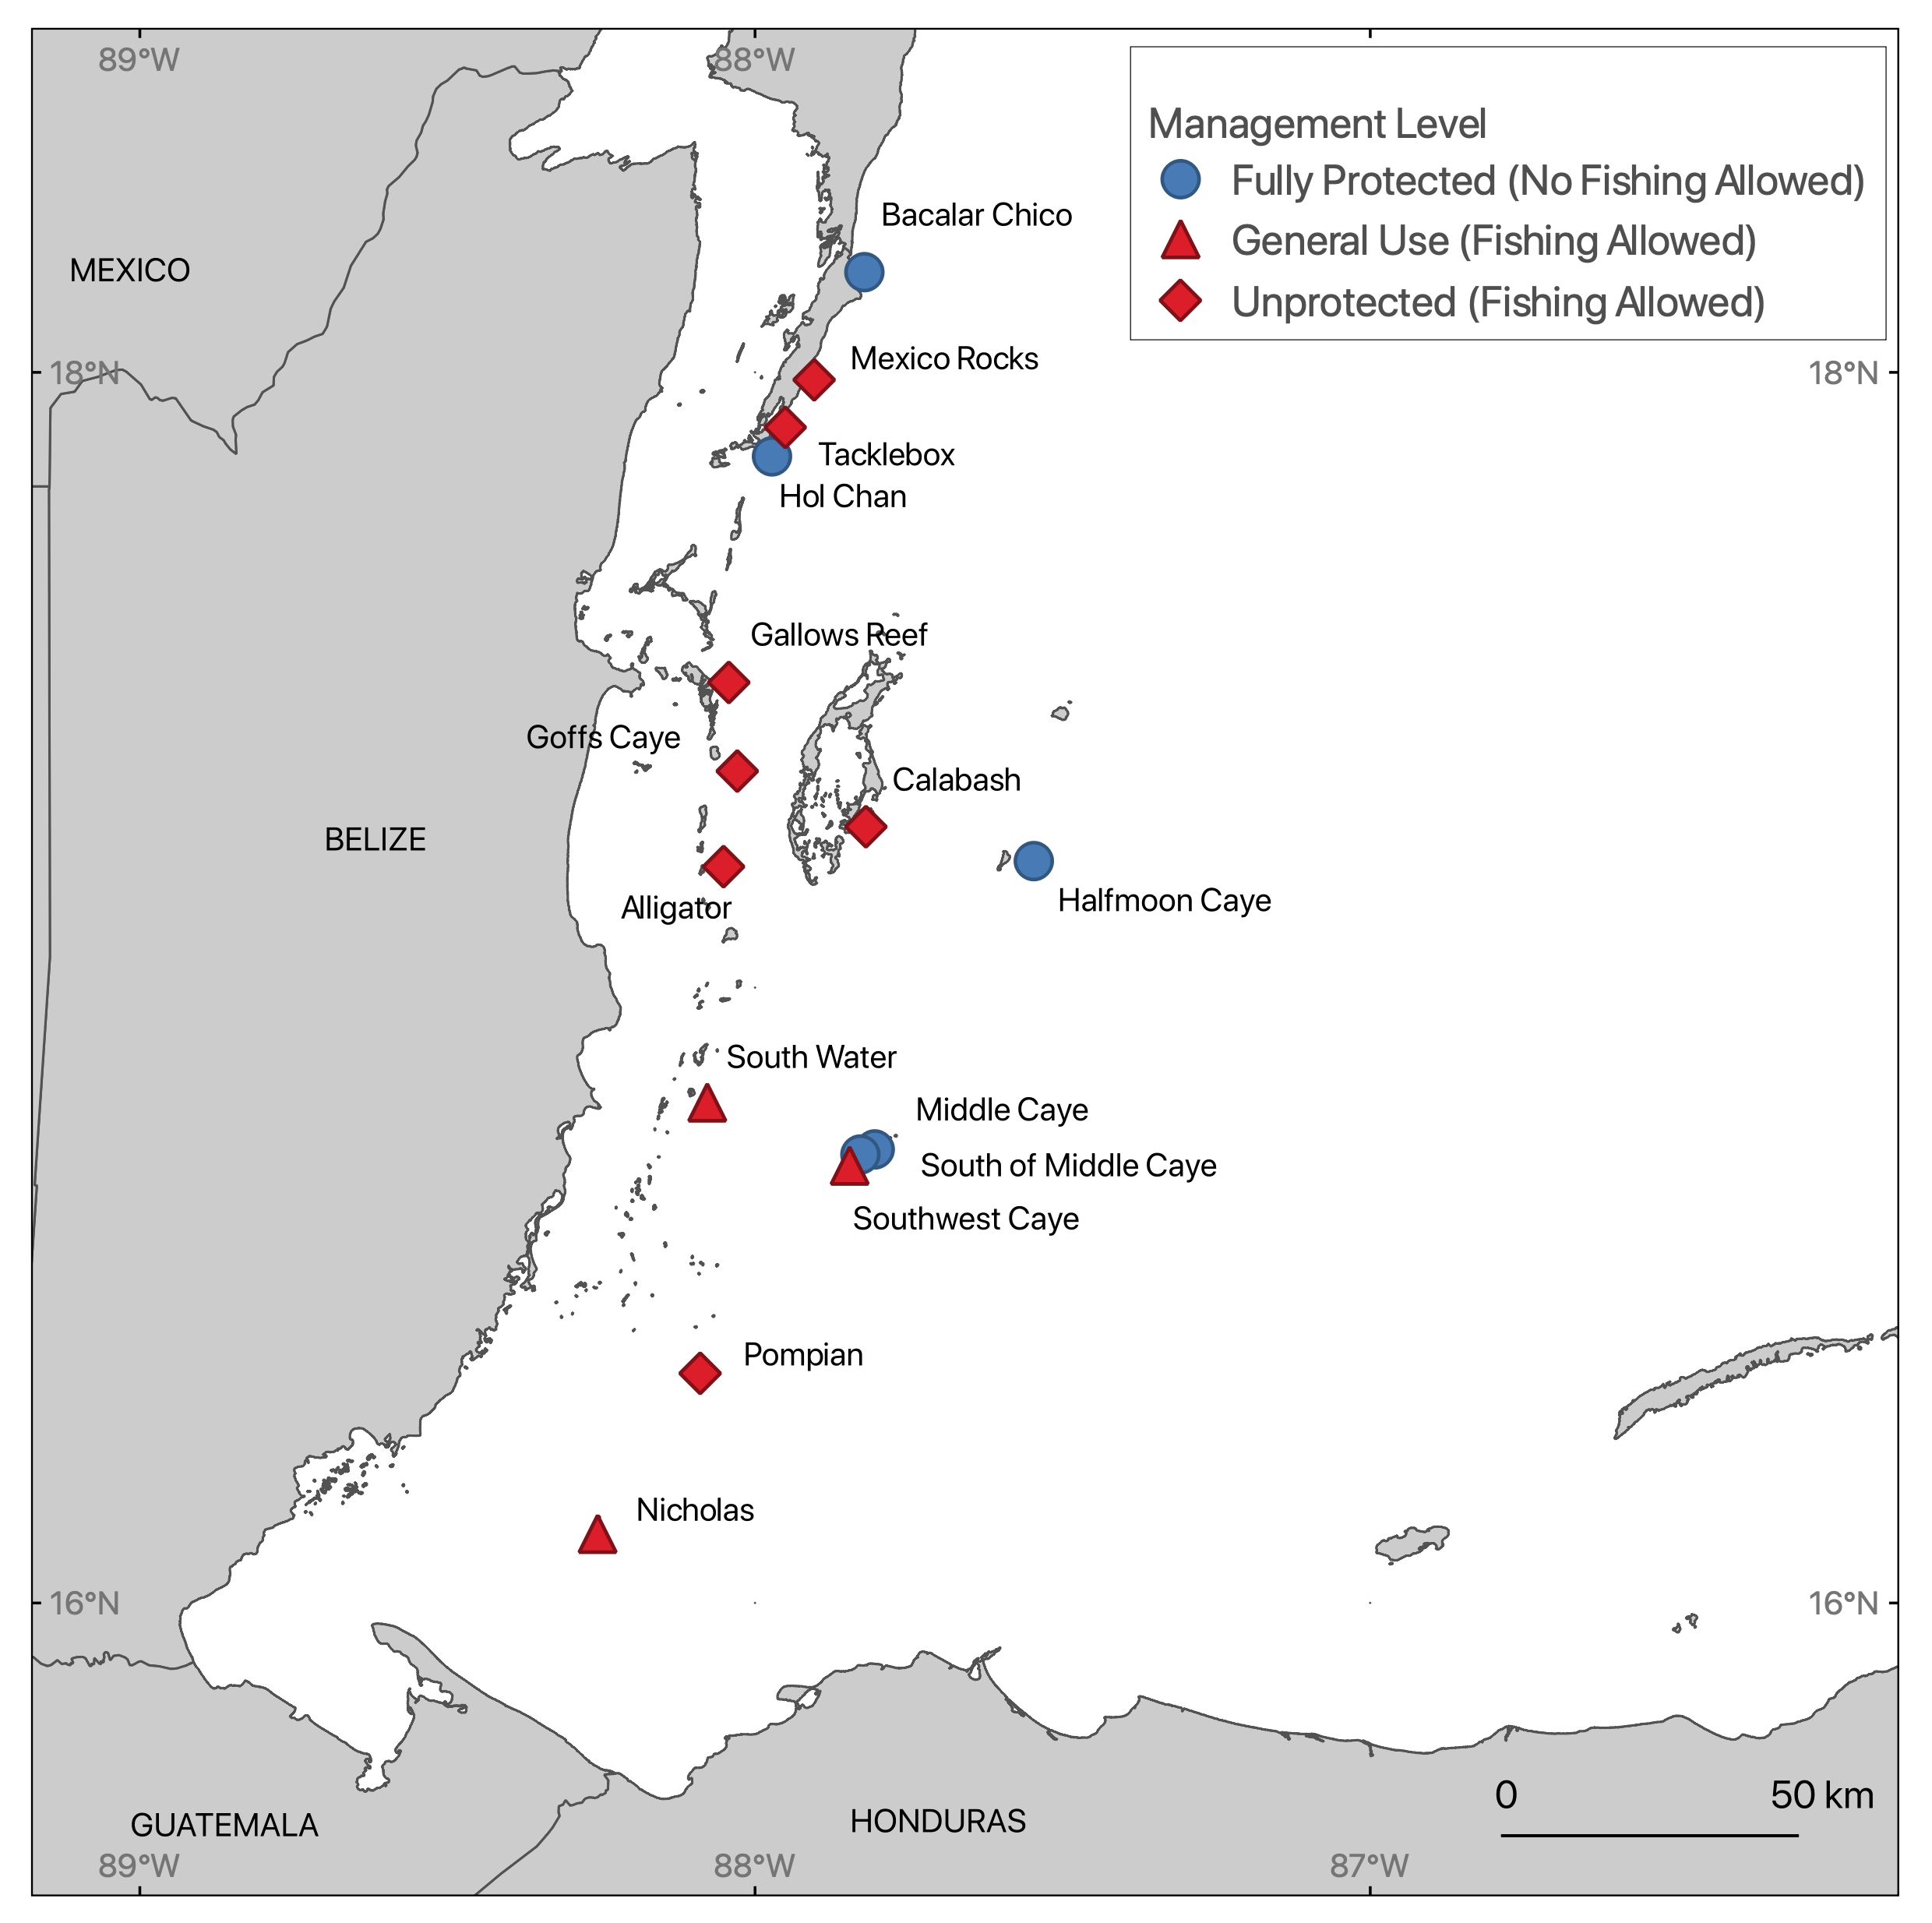 89°W
88°W
Management Level
Fully Protected (No Fishing Allowed)
General Use (Fishing Allowed)
Unprotected (Fishing Allowed)
Bacalar Chico
MEXICO
Mexico Rocks
18°N
18°N
Tacklebox
Hol Chan
Gallows Reef
Goffs Caye
Calabash
BELIZE
Halfmoon Caye
Alligator
South Water
Middle Caye
South of Middle Caye
Southwest Caye
Pompian
Nicholas
16°N
16°N
0
50 km
GUATEMALA
HONDURAS
89°W
88°W
87°W